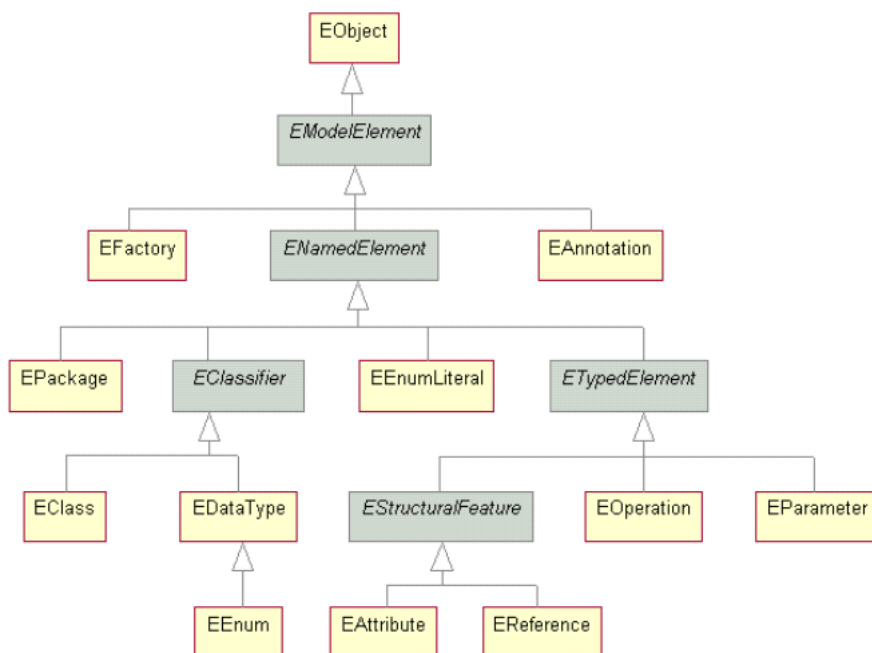 EObject
EModelElement
EFactory
ENamedElement
EAnnotation
EPackage
EClassifier
EEnumLiteral
ETypedElement
EClass
EDataType
EStructuralFeature
EOperation
EParameter
EEnum
EAttribute
EReference